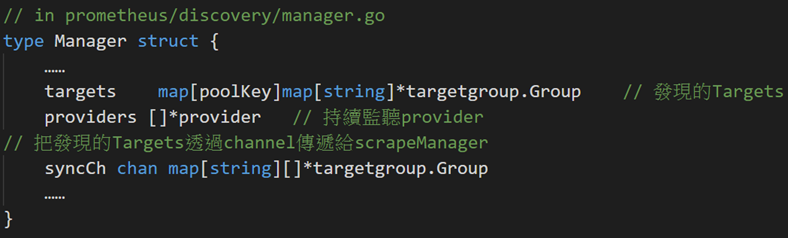 // in prometheus/discovery/manager.go
type Manager struct {
……
targets    map[poolKey]map[string]*targetgroup.Group    // 發現的Targets
providers []*provider   // 持續監聽provider
// 把發現的Targets透過channel傳遞給scrapeManager
syncCh chan map[string][]*targetgroup.Group
……
}